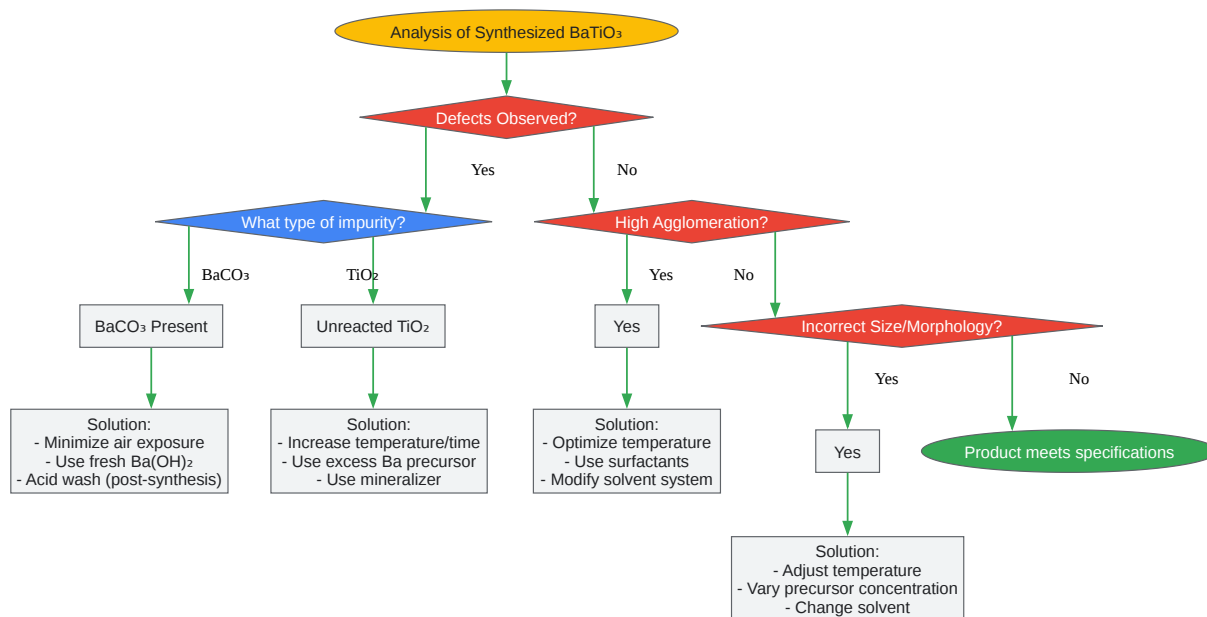 Analysis of Synthesized BaTiO₃
Defects Observed?
Yes
No
What type of impurity?
High Agglomeration?
BaCO₃
TiO₂
Yes
No
BaCO₃ Present
Unreacted TiO₂
Yes
Incorrect Size/Morphology?
Yes
No
Solution:
- Minimize air exposure
- Use fresh Ba(OH)₂
- Acid wash (post-synthesis)
Solution:
- Increase temperature/time
- Use excess Ba precursor
- Use mineralizer
Solution:
- Optimize temperature
- Use surfactants
- Modify solvent system
Yes
Product meets specifications
Solution:
- Adjust temperature
- Vary precursor concentration
- Change solvent